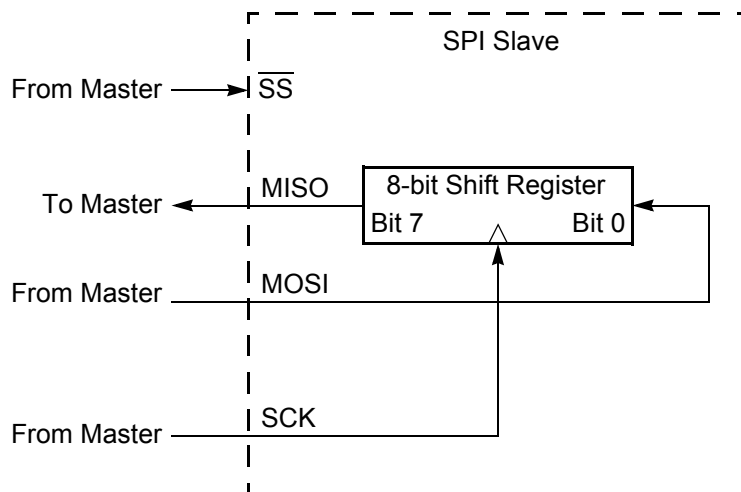 SPI Slave
From Master
SS
To Master
MISO
8-bit Shift Register
Bit 7
Bit 0
From Master
MOSI
From Master
SCK